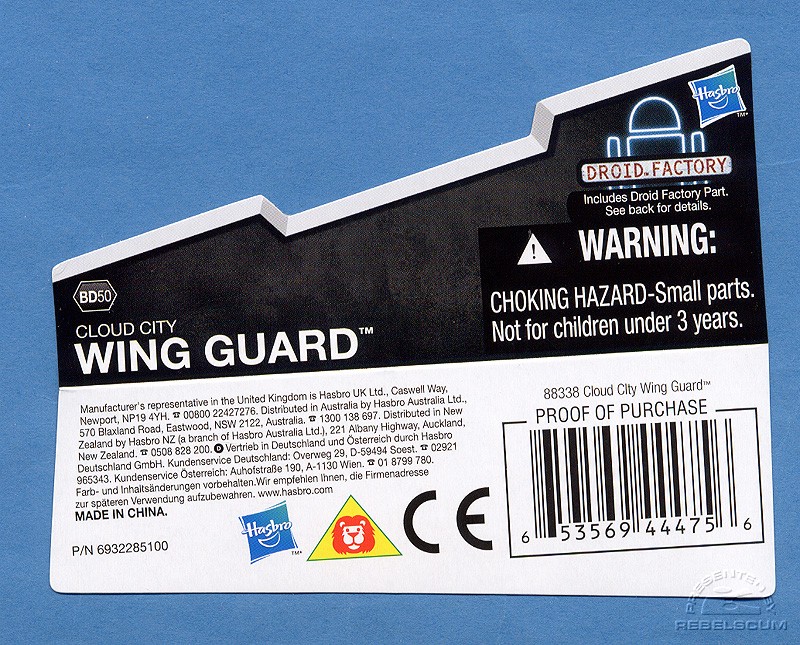 Hasbro
TM®
DROID FACTORY
Includes Droid Factory Part.
See back for details.
WARNING:
CHOKING HAZARD-Small parts.
Not for children under 3 years.
BD50
CLOUD CITY
WING GUARD™
Manufacturer's representative in the United Kingdom is Hasbro UK Ltd., Caswell Way,
Newport, NP19 4YH. ☎ 00800 22427276. Distributed in Australia by Hasbro Australia Ltd.,
570 Blaxland Road, Eastwood, NSW 2122, Australia. ☎ 1300 138 697. Distributed in New
Zealand by Hasbro NZ (a branch of Hasbro Australia Ltd.), 221 Albany Highway, Auckland,
New Zealand. ☎ 0508 828 200. D Vertrieb in Deutschland und Österreich durch Hasbro
Deutschland GmbH. Kundenservice Deutschland: Overweg 29, D-59494 Soest. ☎ 02921
965343. Kundenservice Österreich: Auhofstraße 190, A-1130 Wien. ☎ 01 8799 780.
Farb- und Inhaltsänderungen vorbehalten. Wir empfehlen Ihnen, die Firmenadresse
zur späteren Verwendung aufzubewahren. www.hasbro.com
MADE IN CHINA.
P/N 6932285100
Hasbro
TM®
CE
88338 Cloud City Wing Guard™
PROOF OF PURCHASE
6 53569 44475 6
PRESENTED BY
REBELSCUM